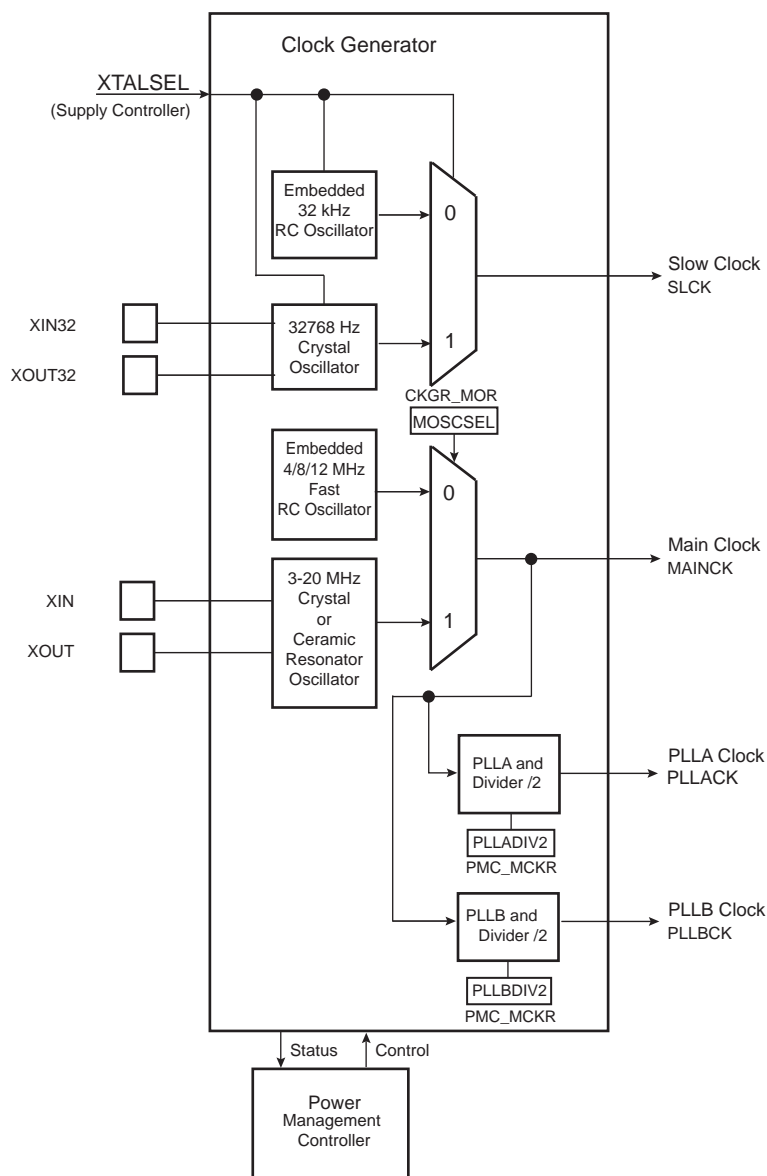 Clock Generator
XTALSEL
(Supply Controller)
Embedded
32 kHz
RC Oscillator
0
Slow Clock
SLCK
XIN32
32768 Hz
Crystal
Oscillator
1
XOUT32
CKGR_MOR
MOSCSEL
Embedded
4/8/12 MHz
Fast
RC Oscillator
0
Main Clock
MAINCK
3-20 MHz
Crystal
or
Ceramic
Resonator
Oscillator
XIN
1
XOUT
PLLA and
Divider /2
PLLA Clock
PLLACK
PLLADIV2
PMC_MCKR
PLLB and
Divider /2
PLLB Clock
PLLBCK
PLLBDIV2
PMC_MCKR
Status
Control
Power
Management
Controller